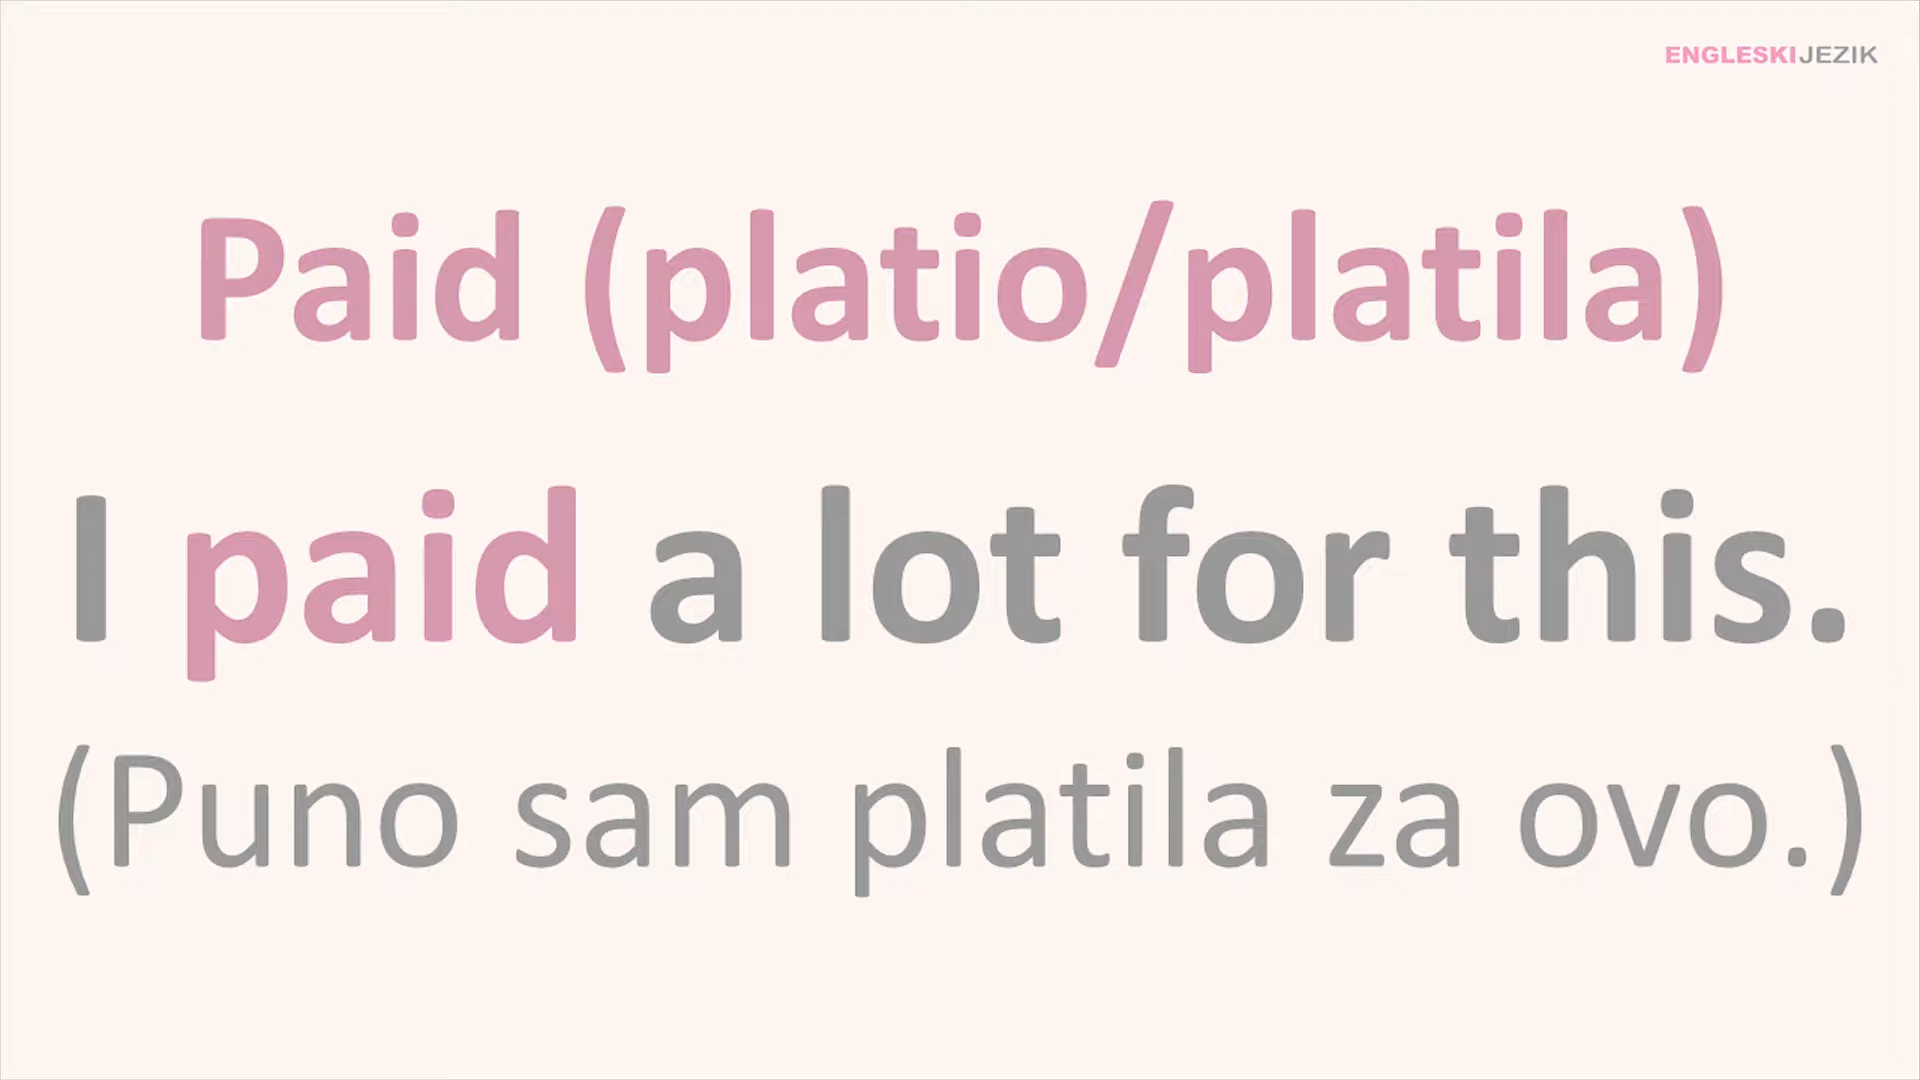 ENGLESKIJEZIK
Paid (platio/platila)
I paid a lot for this.
(Puno sam platila za ovo.)